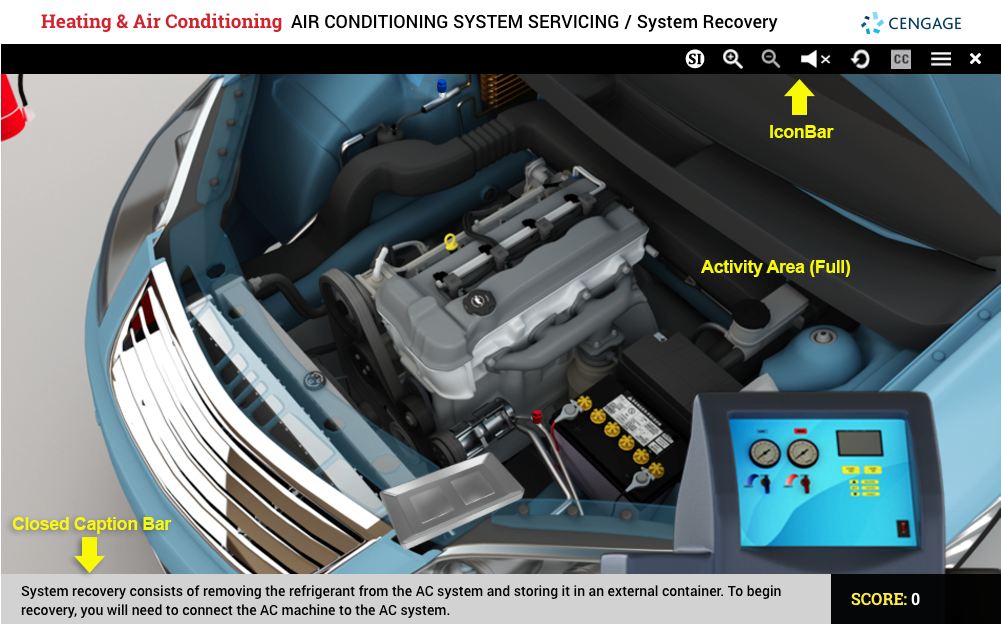 Heating & Air Conditioning AIR CONDITIONING SYSTEM SERVICING / System Recovery
CENGAGE
SI
CC
IconBar
Activity Area (Full)
Closed Caption Bar
System recovery consists of removing the refrigerant from the AC system and storing it in an external container. To begin
recovery, you will need to connect the AC machine to the AC system.
SCORE: 0